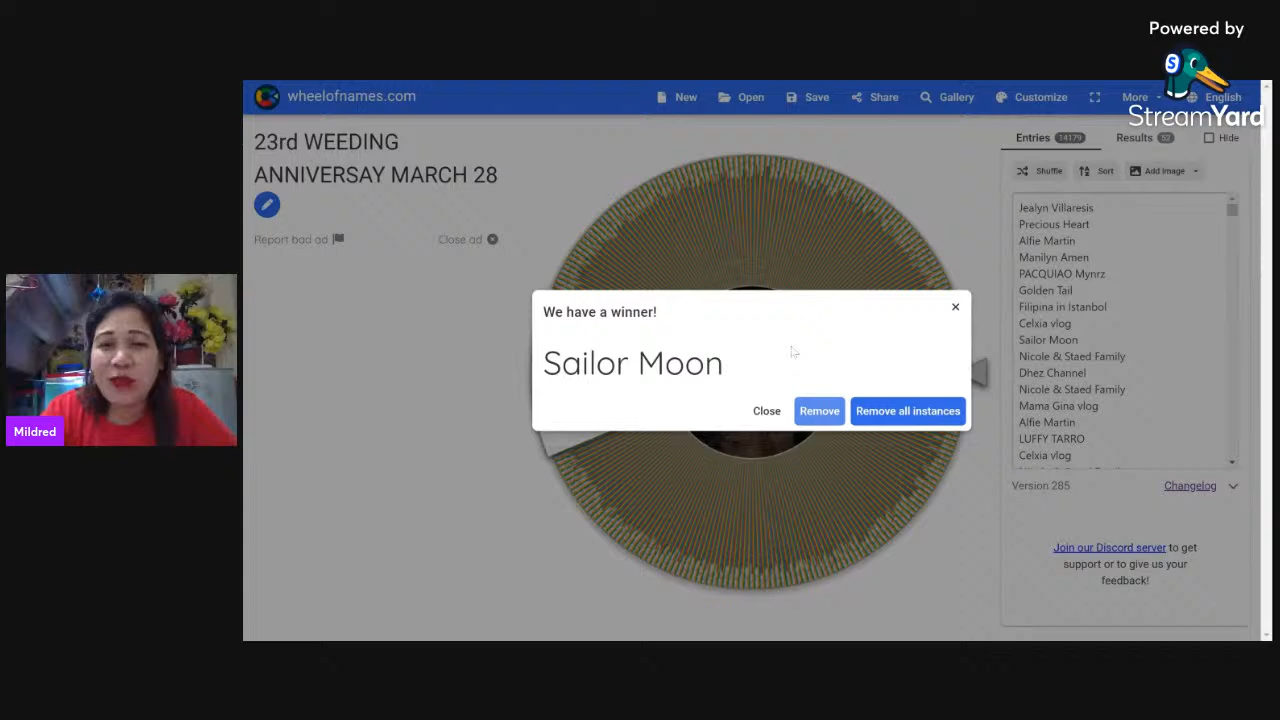 Powered by
StreamYard
wheelofnames.com
New
Open
Save
Share
Gallery
Customize
More
English
23rd WEEDING
ANNIVERSAY MARCH 28
Report bad ad
Close ad
Entries 14179
Results 53
Hide
Shuffle
Sort
Add image
Jealyn Villaresis
Precious Heart
Alfie Martin
Manilyn Amen
PACQUIAO Mynrz
Golden Tail
Filipina in Istanbol
Celxia vlog
Sailor Moon
Nicole & Staed Family
Dhez Channel
Nicole & Staed Family
Mama Gina vlog
Alfie Martin
LUFFY TARRO
Celxia vlog
We have a winner!
Sailor Moon
Close
Remove
Remove all instances
Mildred
Version 285
Changelog
Join our Discord server to get
support or to give us your
feedback!